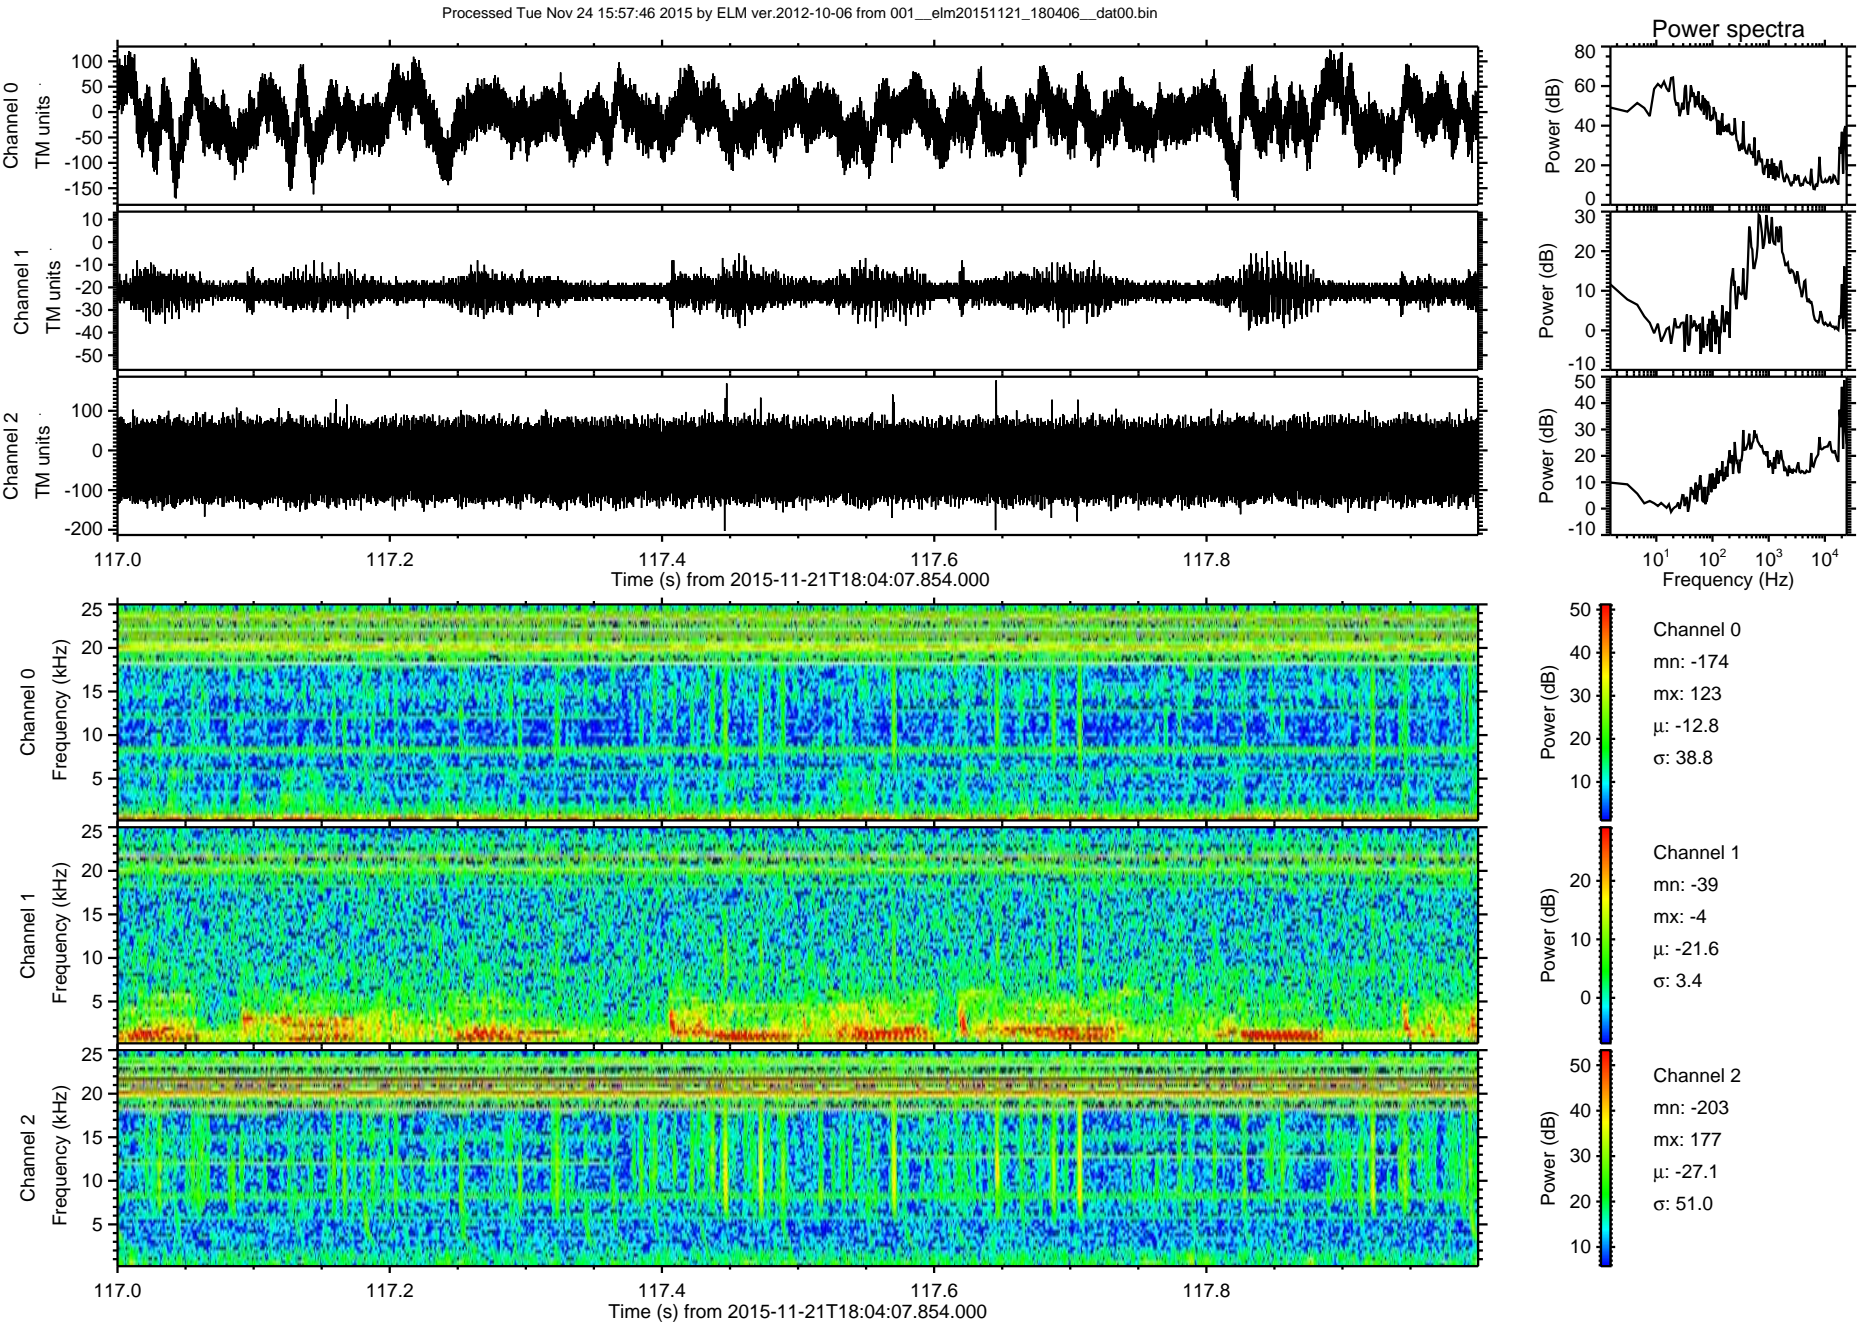 Processed Tue Nov 24 15:57:46 2015 by ELM ver.2012-10-06 from 001__elm20151121_180406__dat00.bin
Power spectra
Channel 0
TM units
100
50
0
-50
-100
-150
Power (dB)
80
60
40
20
0
Channel 1
TM units
10
0
-10
-20
-30
-40
-50
Power (dB)
30
20
10
0
-10
Channel 2
TM units
100
0
-100
-200
Power (dB)
50
40
30
20
10
0
-10
117.0 117.2 117.4 117.6 117.8
Time (s) from 2015-11-21T18:04:07.854.000
10^1 10^2 10^3 10^4
Frequency (Hz)
Channel 0
Frequency (kHz)
25
20
15
10
5
Power (dB)
50
40
30
20
10
Channel 0
mn: -174
mx: 123
μ: -12.8
σ: 38.8
Channel 1
Frequency (kHz)
25
20
15
10
5
Power (dB)
20
10
0
Channel 1
mn: -39
mx: -4
μ: -21.6
σ: 3.4
Channel 2
Frequency (kHz)
25
20
15
10
5
Power (dB)
50
40
30
20
10
Channel 2
mn: -203
mx: 177
μ: -27.1
σ: 51.0
117.0 117.2 117.4 117.6 117.8
Time (s) from 2015-11-21T18:04:07.854.000